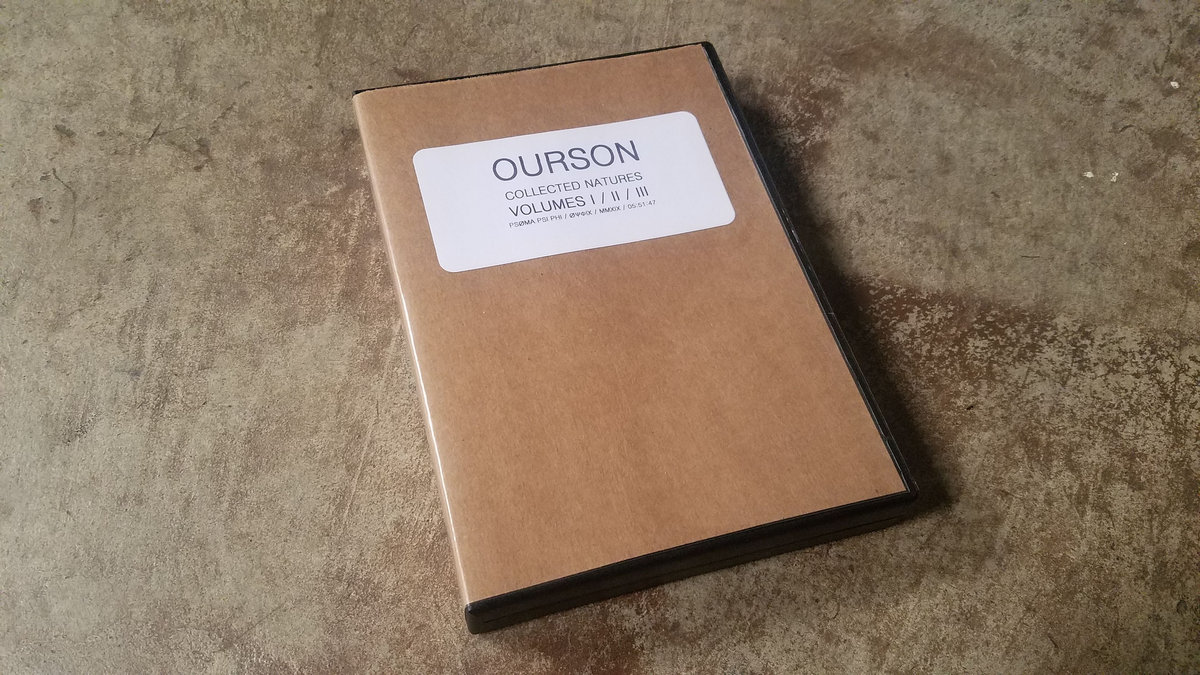 OURSON
COLLECTED NATURES
VOLUMES I / II / III
PSØMA PSI PHI / ØΨΦIX / MMXIX / 05:51:47